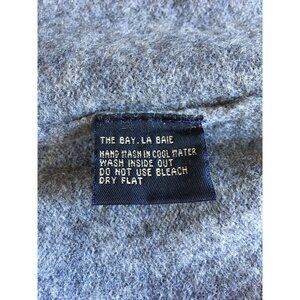 THE BAY. LA BAIE
HAND WASH IN COOL WATER
WASH INSIDE OUT
DO NOT USE BLEACH
DRY FLAT